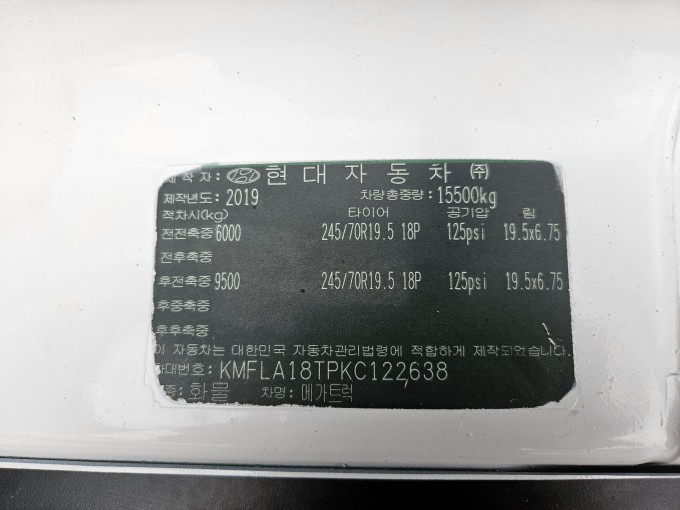 제작자: 현대자동차 ㈜
제작년도: 2019 차량총중량: 15500kg
적차시(kg) 타이어 공기압 림
전전축중 6000 245/70R19.5 18P 125psi 19.5x6.75
전후축중
후전축중 9500 245/70R19.5 18P 125psi 19.5x6.75
후중축중
후후축중
이 자동차는 대한민국 자동차관리법령에 적합하게 제작되었습니다.
차대번호: KMFLA18TPKC122638
차종: 화물 차명: 메가트럭